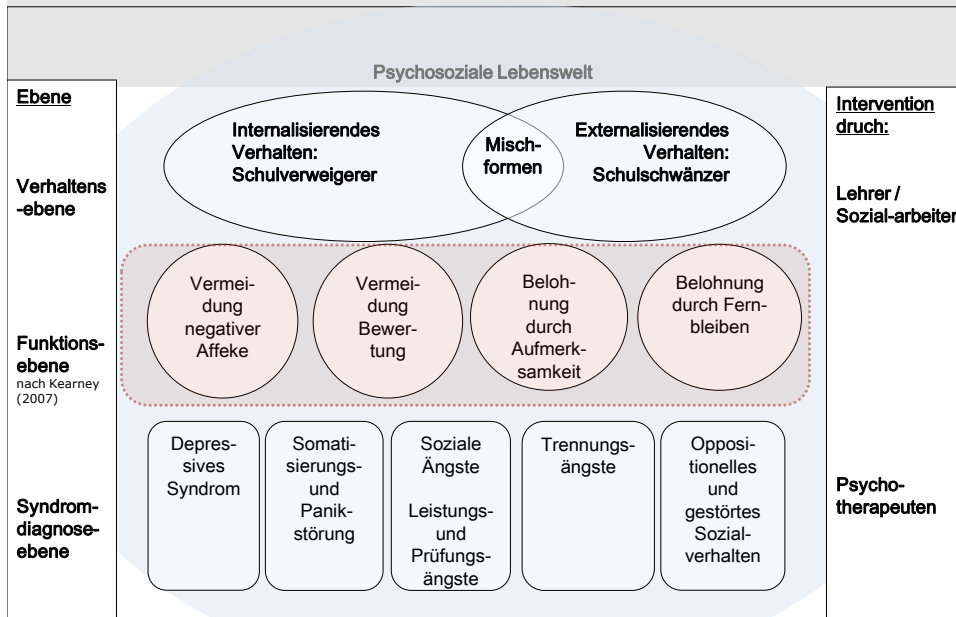 Psychosoziale Lebenswelt
Ebene
Verhaltens
-ebene
Funktions-
ebene
nach Kearney
(2007)
Syndrom-
diagnose-
ebene
Internalisierendes
Verhalten:
Schulverweigerer
Misch-
formen
Externalisierendes
Verhalten:
Schulschwänzer
Vermei-
dung
negativer
Affeke
Vermei-
dung
Bewer-
tung
Beloh-
nung
durch
Aufmerk-
samkeit
Belohnung
durch Fern-
bleiben
Depres-
sives
Syndrom
Somati-
sierungs-
und
Panik-
störung
Soziale
Ängste
Leistungs-
und
Prüfungs-
ängste
Trennungs-
ängste
Opposi-
tionelles
und
gestörtes
Sozial-
verhalten
Intervention
druch:
Lehrer /
Sozial-arbeiter
Psycho-
therapeuten